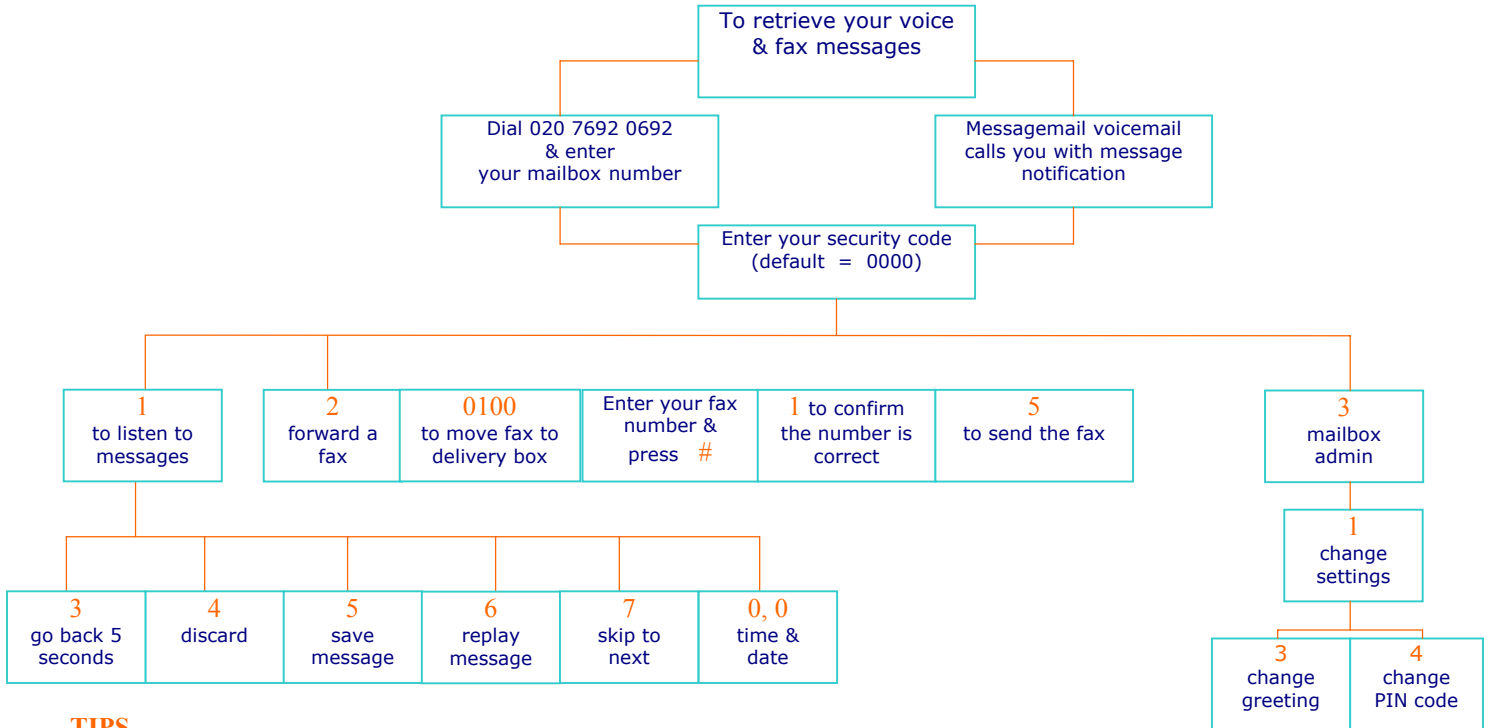 To retrieve your voice
& fax messages
Dial 020 7692 0692
& enter
your mailbox number
Messagemail voicemail
calls you with message
notification
Enter your security code
(default = 0000)
1
to listen to
messages
2
forward a
fax
0100
to move fax to
delivery box
Enter your fax
number &
press #
1 to confirm
the number is
correct
5
to send the fax
3
mailbox
admin
1
change
settings
3
go back 5
seconds
4
discard
5
save
message
6
replay
message
7
skip to
next
0, 0
time &
date
3
change
greeting
4
change
PIN code
TIPS